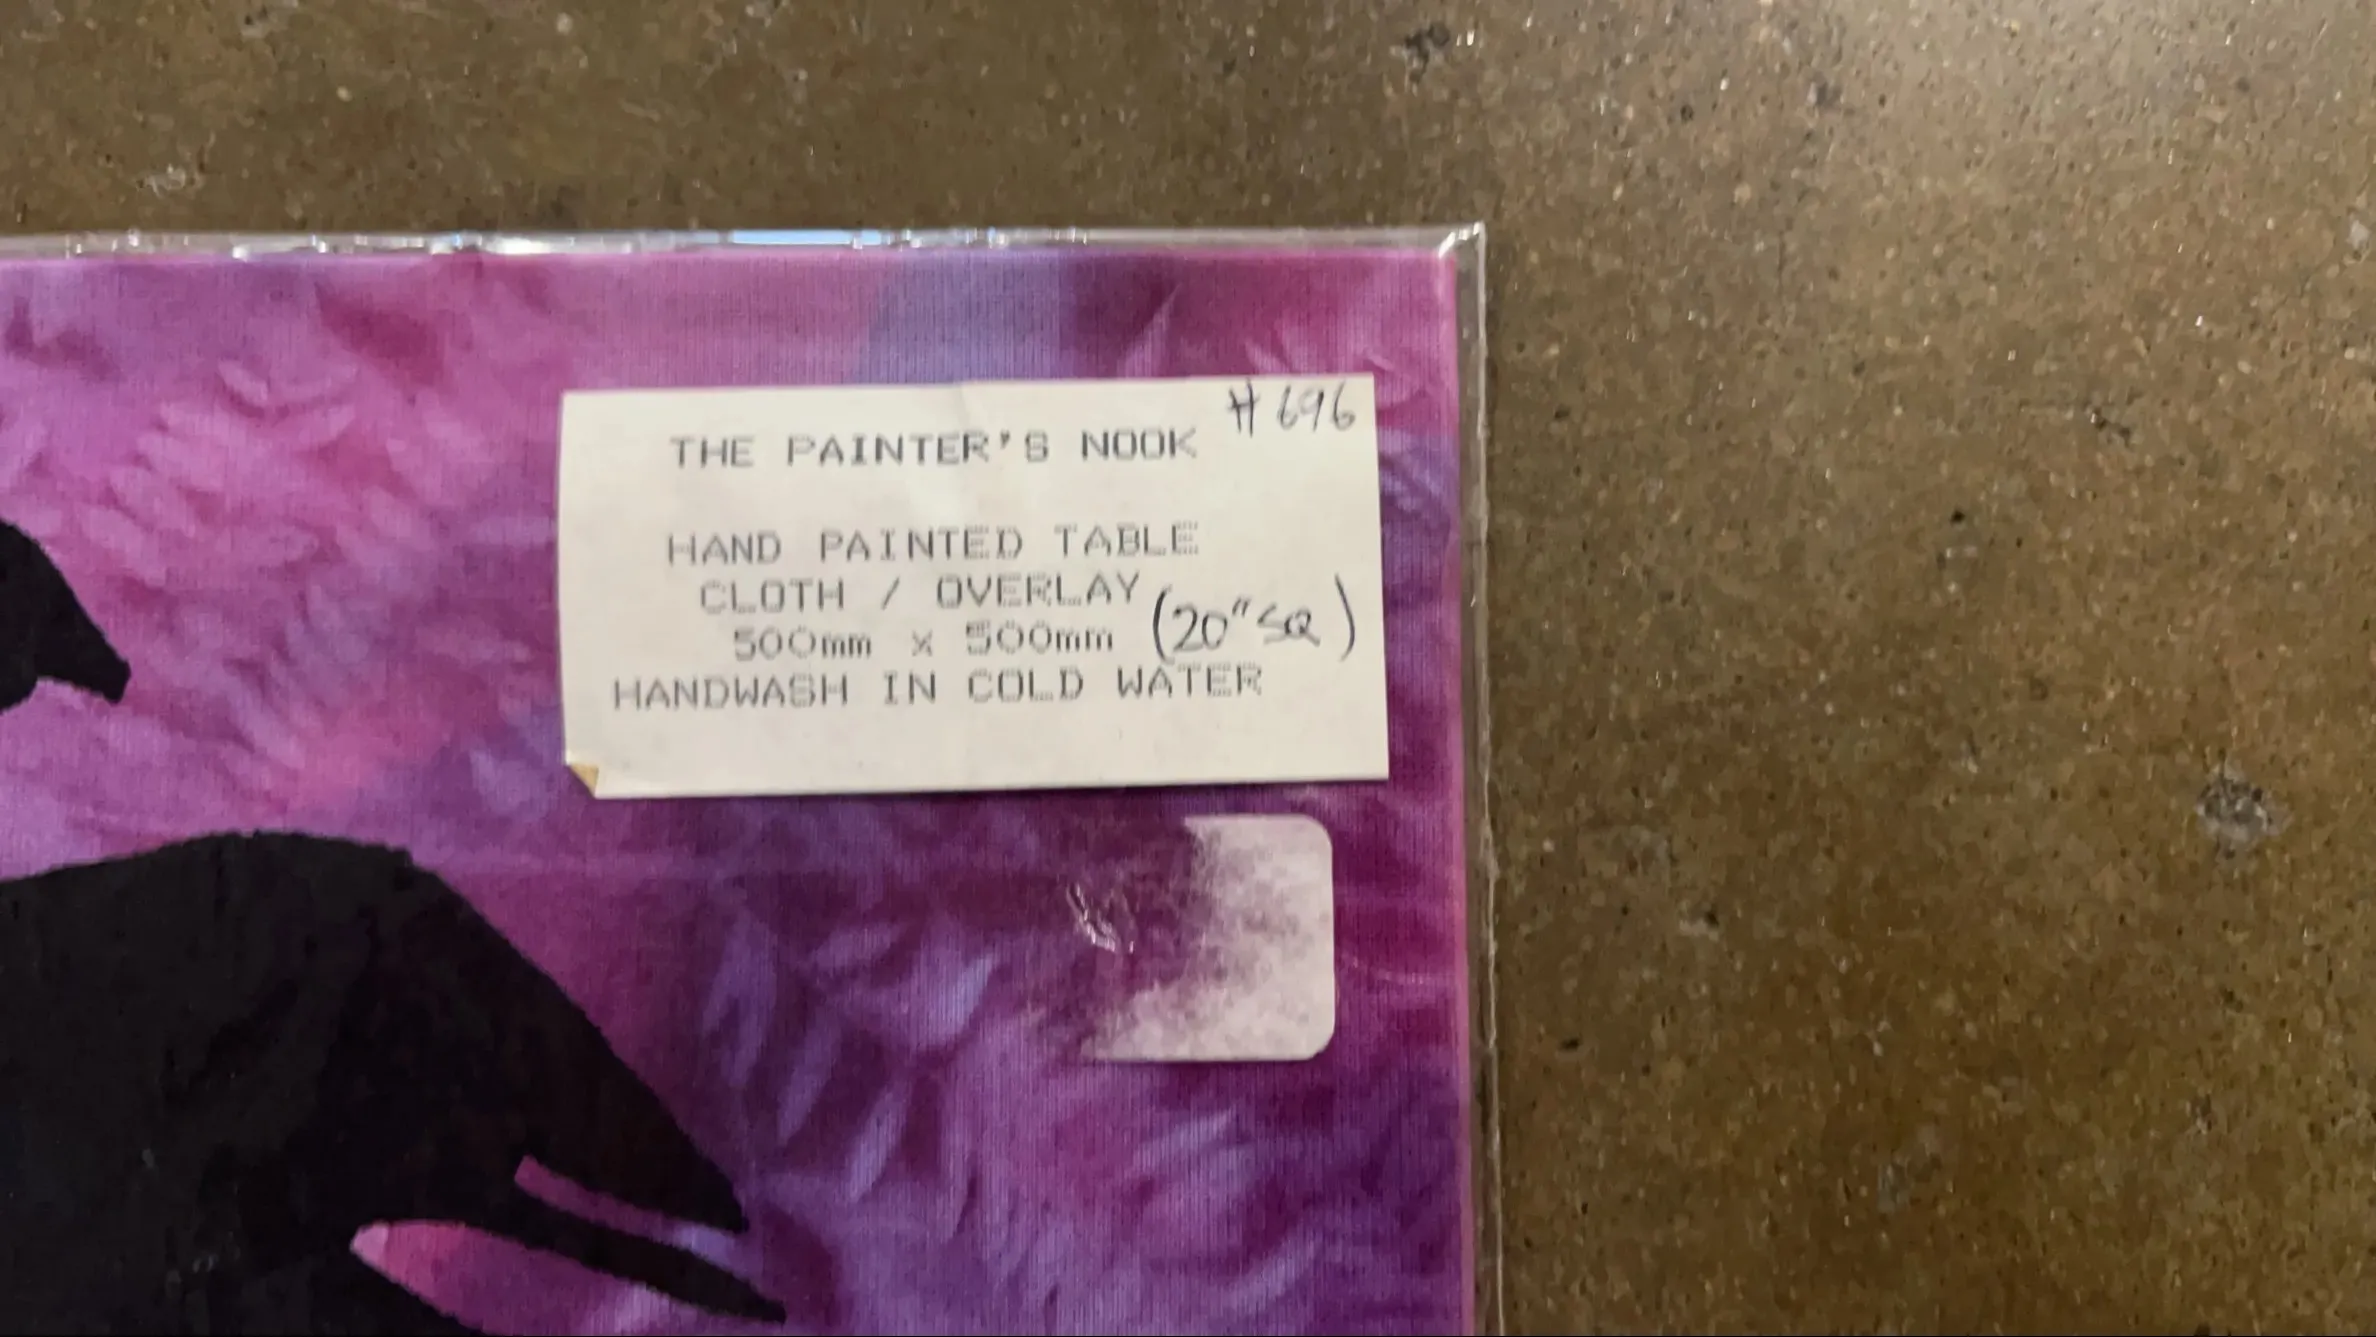 #696
THE PAINTER'S NOOK
HAND PAINTED TABLE
CLOTH / OVERLAY
500mm x 500mm (20" SQ)
HANDWASH IN COLD WATER